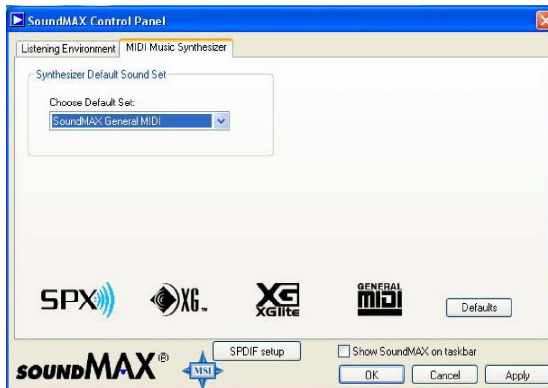 SoundMAX Control Panel
Listening Environment MIDI Music Synthesizer
Synthesizer Default Sound Set
Choose Default Set:
SoundMAX General MIDI
SPX XG™ XG XGlite GENERAL MIDI Defaults
SPDIF setup Show SoundMAX on taskbar
SOUNDMAX® MSI OK Cancel Apply